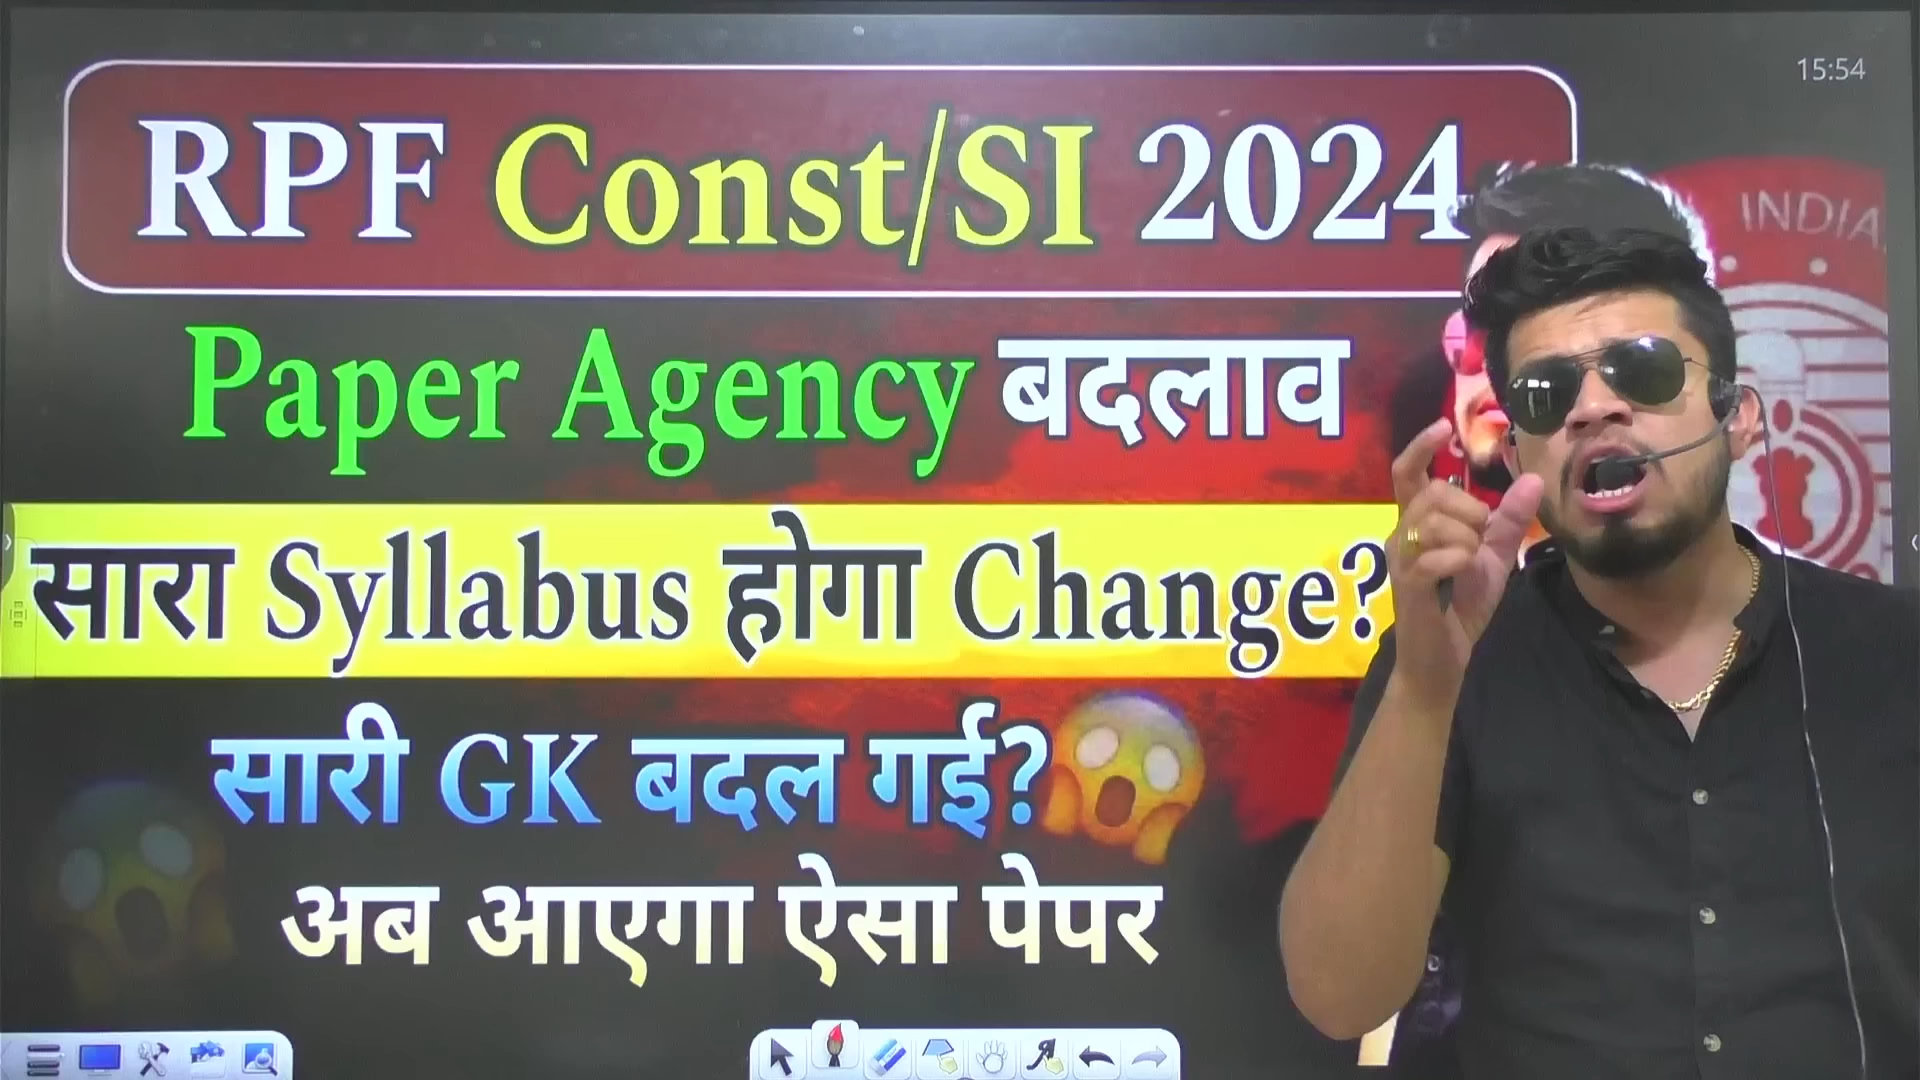 15:54
RPF Const/SI 2024
INDIA
Paper Agency बदलाव
सारा Syllabus होगा Change?
सारी GK बदल गई?
अब आएगा ऐसा पेपर